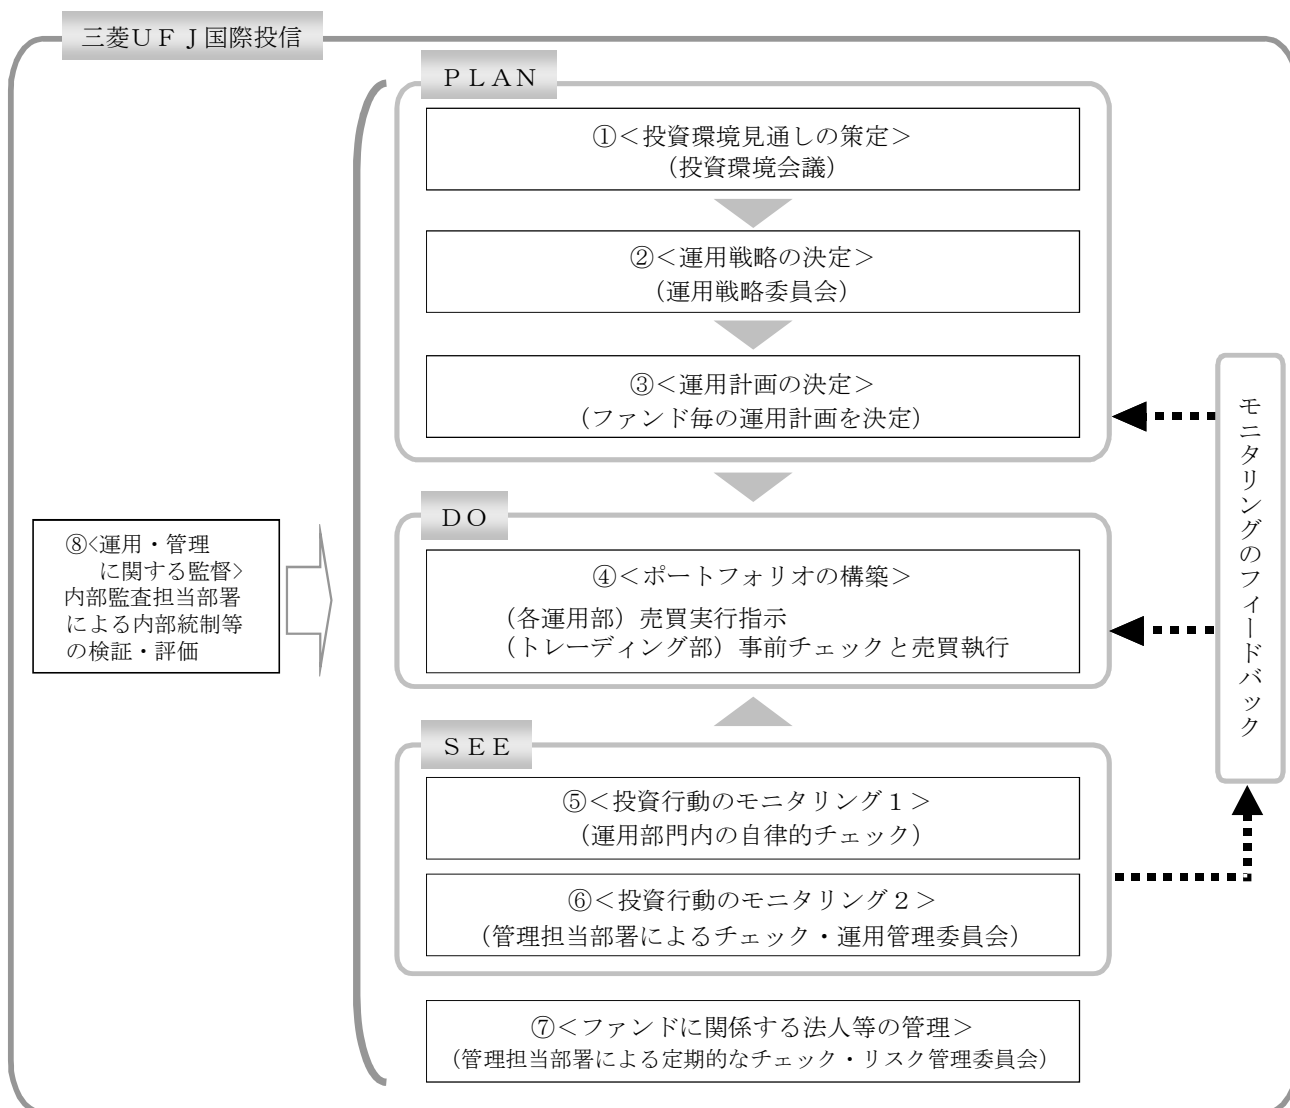 三菱ＵＦＪ国際投信
ＰＬＡＮ
①＜投資環境見通しの策定＞
（投資環境会議）
②＜運用戦略の決定＞
（運用戦略委員会）
③＜運用計画の決定＞
（ファンド毎の運用計画を決定）
ＤＯ
④＜ポートフォリオの構築＞
（各運用部）売買実行指示
（トレーディング部）事前チェックと売買執行
ＳＥＥ
⑤＜投資行動のモニタリング１＞
（運用部門内の自律的チェック）
⑥＜投資行動のモニタリング２＞
（管理担当部署によるチェック・運用管理委員会）
⑦＜ファンドに関係する法人等の管理＞
（管理担当部署による定期的なチェック・リスク管理委員会）
⑧<運用・管理
に関する監督>
内部監査担当部署
による内部統制等
の検証・評価
モニタリングのフィードバック